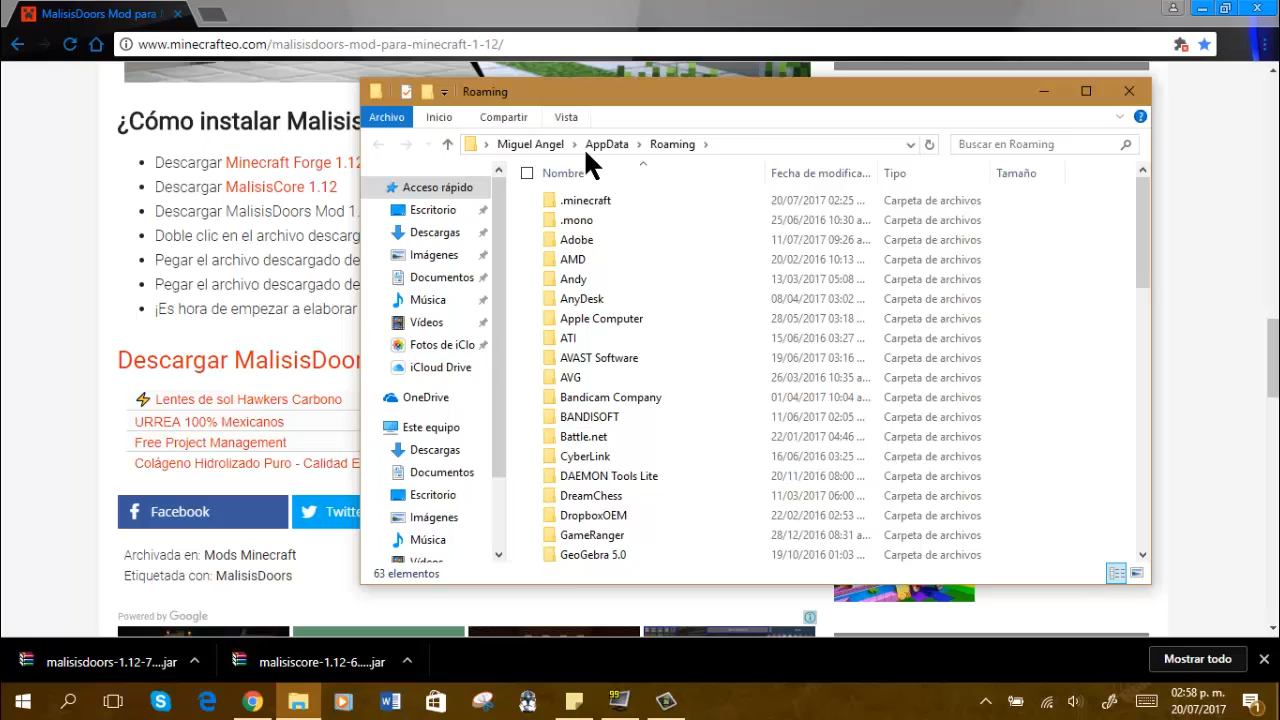 MalisisDoors Mod para
www.minecrafteo.com/malisisdoors-mod-para-minecraft-1-12/
¿Cómo instalar Malisis
Descargar Minecraft Forge 1.12
Descargar MalisisCore 1.12
Descargar MalisisDoors Mod 1.
Doble clic en el archivo descarg
Pegar el archivo descargado de
Pegar el archivo descargado de
¡Es hora de empezar a elaborar
Descargar MalisisDoo
Lentes de sol Hawkers Carbono
URREA 100% Mexicanos
Free Project Management
Colágeno Hidrolizado Puro - Calidad E
Facebook
Twitte
Archivada en: Mods Minecraft
Etiquetada con: MalisisDoors
Powered by Google
Roaming
Archivo Inicio Compartir Vista
Miguel Angel AppData Roaming
Buscar en Roaming
Nombre Fecha de modifica... Tipo Tamaño
Acceso rápido
Escritorio
Descargas
Imágenes
Documentos
Música
Vídeos
Fotos de iClo
iCloud Drive
OneDrive
Este equipo
Descargas
Documentos
Escritorio
Imágenes
Música
Vídeos
.minecraft 20/07/2017 02:25 ... Carpeta de archivos
.mono 25/06/2016 10:30 a... Carpeta de archivos
Adobe 11/07/2017 09:26 a... Carpeta de archivos
AMD 20/02/2016 10:13 ... Carpeta de archivos
Andy 13/03/2017 05:08 ... Carpeta de archivos
AnyDesk 08/04/2017 03:02 ... Carpeta de archivos
Apple Computer 28/05/2017 03:18 ... Carpeta de archivos
ATI 15/06/2016 03:27 ... Carpeta de archivos
AVAST Software 19/06/2017 03:16 ... Carpeta de archivos
AVG 26/03/2016 10:35 a... Carpeta de archivos
Bandicam Company 01/04/2017 10:04 a... Carpeta de archivos
BANDISOFT 11/06/2017 02:05 ... Carpeta de archivos
Battle.net 22/01/2017 04:46 ... Carpeta de archivos
CyberLink 16/06/2016 03:25 ... Carpeta de archivos
DAEMON Tools Lite 20/11/2016 08:00 ... Carpeta de archivos
DreamChess 11/03/2017 06:00 ... Carpeta de archivos
DropboxOEM 22/02/2016 02:53 ... Carpeta de archivos
GameRanger 28/12/2016 08:31 a... Carpeta de archivos
GeoGebra 5.0 19/10/2016 01:03 ... Carpeta de archivos
63 elementos
malisisdoors-1.12-7....jar
malisiscore-1.12-6.....jar
Mostrar todo
99
02:58 p. m.
20/07/2017
1